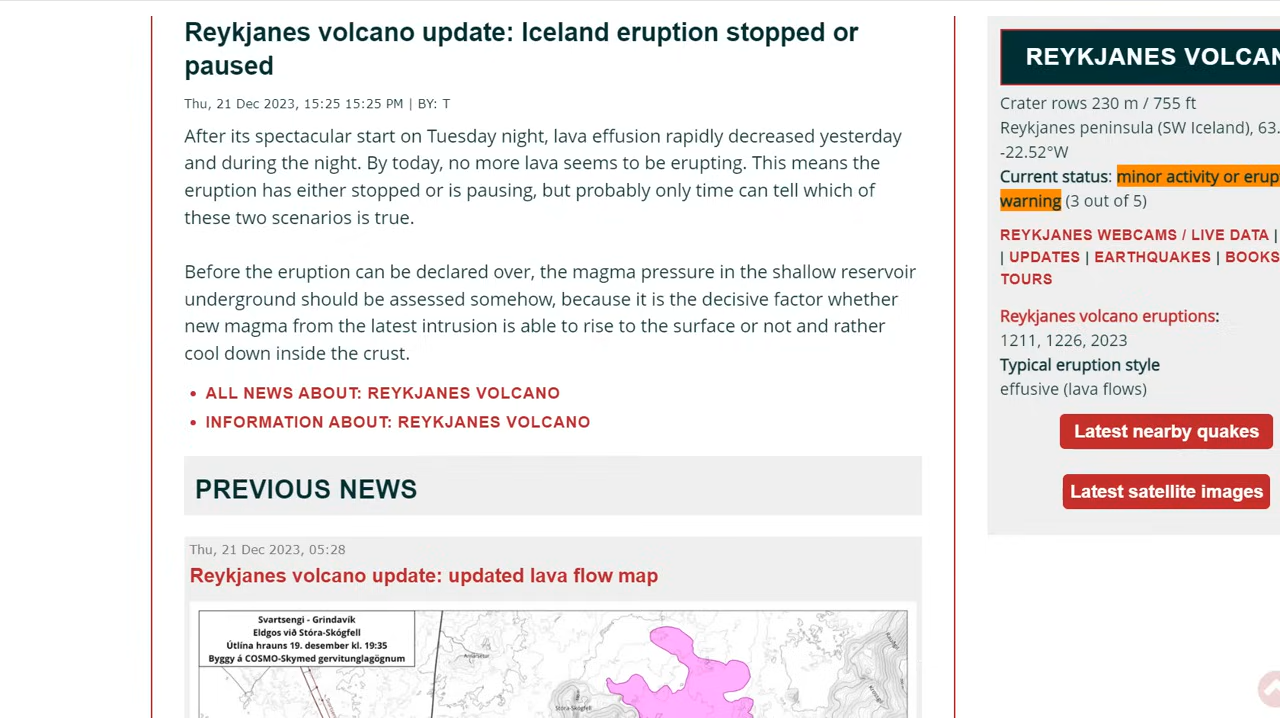 Reykjanes volcano update: Iceland eruption stopped or
paused
Thu, 21 Dec 2023, 15:25 15:25 PM | BY: T
After its spectacular start on Tuesday night, lava effusion rapidly decreased yesterday
and during the night. By today, no more lava seems to be erupting. This means the
eruption has either stopped or is pausing, but probably only time can tell which of
these two scenarios is true.
Before the eruption can be declared over, the magma pressure in the shallow reservoir
underground should be assessed somehow, because it is the decisive factor whether
new magma from the latest intrusion is able to rise to the surface or not and rather
cool down inside the crust.
• ALL NEWS ABOUT: REYKJANES VOLCANO
• INFORMATION ABOUT: REYKJANES VOLCANO
PREVIOUS NEWS
Thu, 21 Dec 2023, 05:28
Reykjanes volcano update: updated lava flow map
Svartsengi - Grindavík
Eldgos við Stóra-Skógfell
Útlína hrauns 19. desember kl. 19:35
Byggy á COSMO-Skymed gervitunglagögnum
Stóra-Skógfell
REYKJANES VOLCAN
Crater rows 230 m / 755 ft
Reykjanes peninsula (SW Iceland), 63.
-22.52°W
Current status: minor activity or erup
warning (3 out of 5)
REYKJANES WEBCAMS / LIVE DATA |
| UPDATES | EARTHQUAKES | BOOKS
TOURS
Reykjanes volcano eruptions:
1211, 1226, 2023
Typical eruption style
effusive (lava flows)
Latest nearby quakes
Latest satellite images